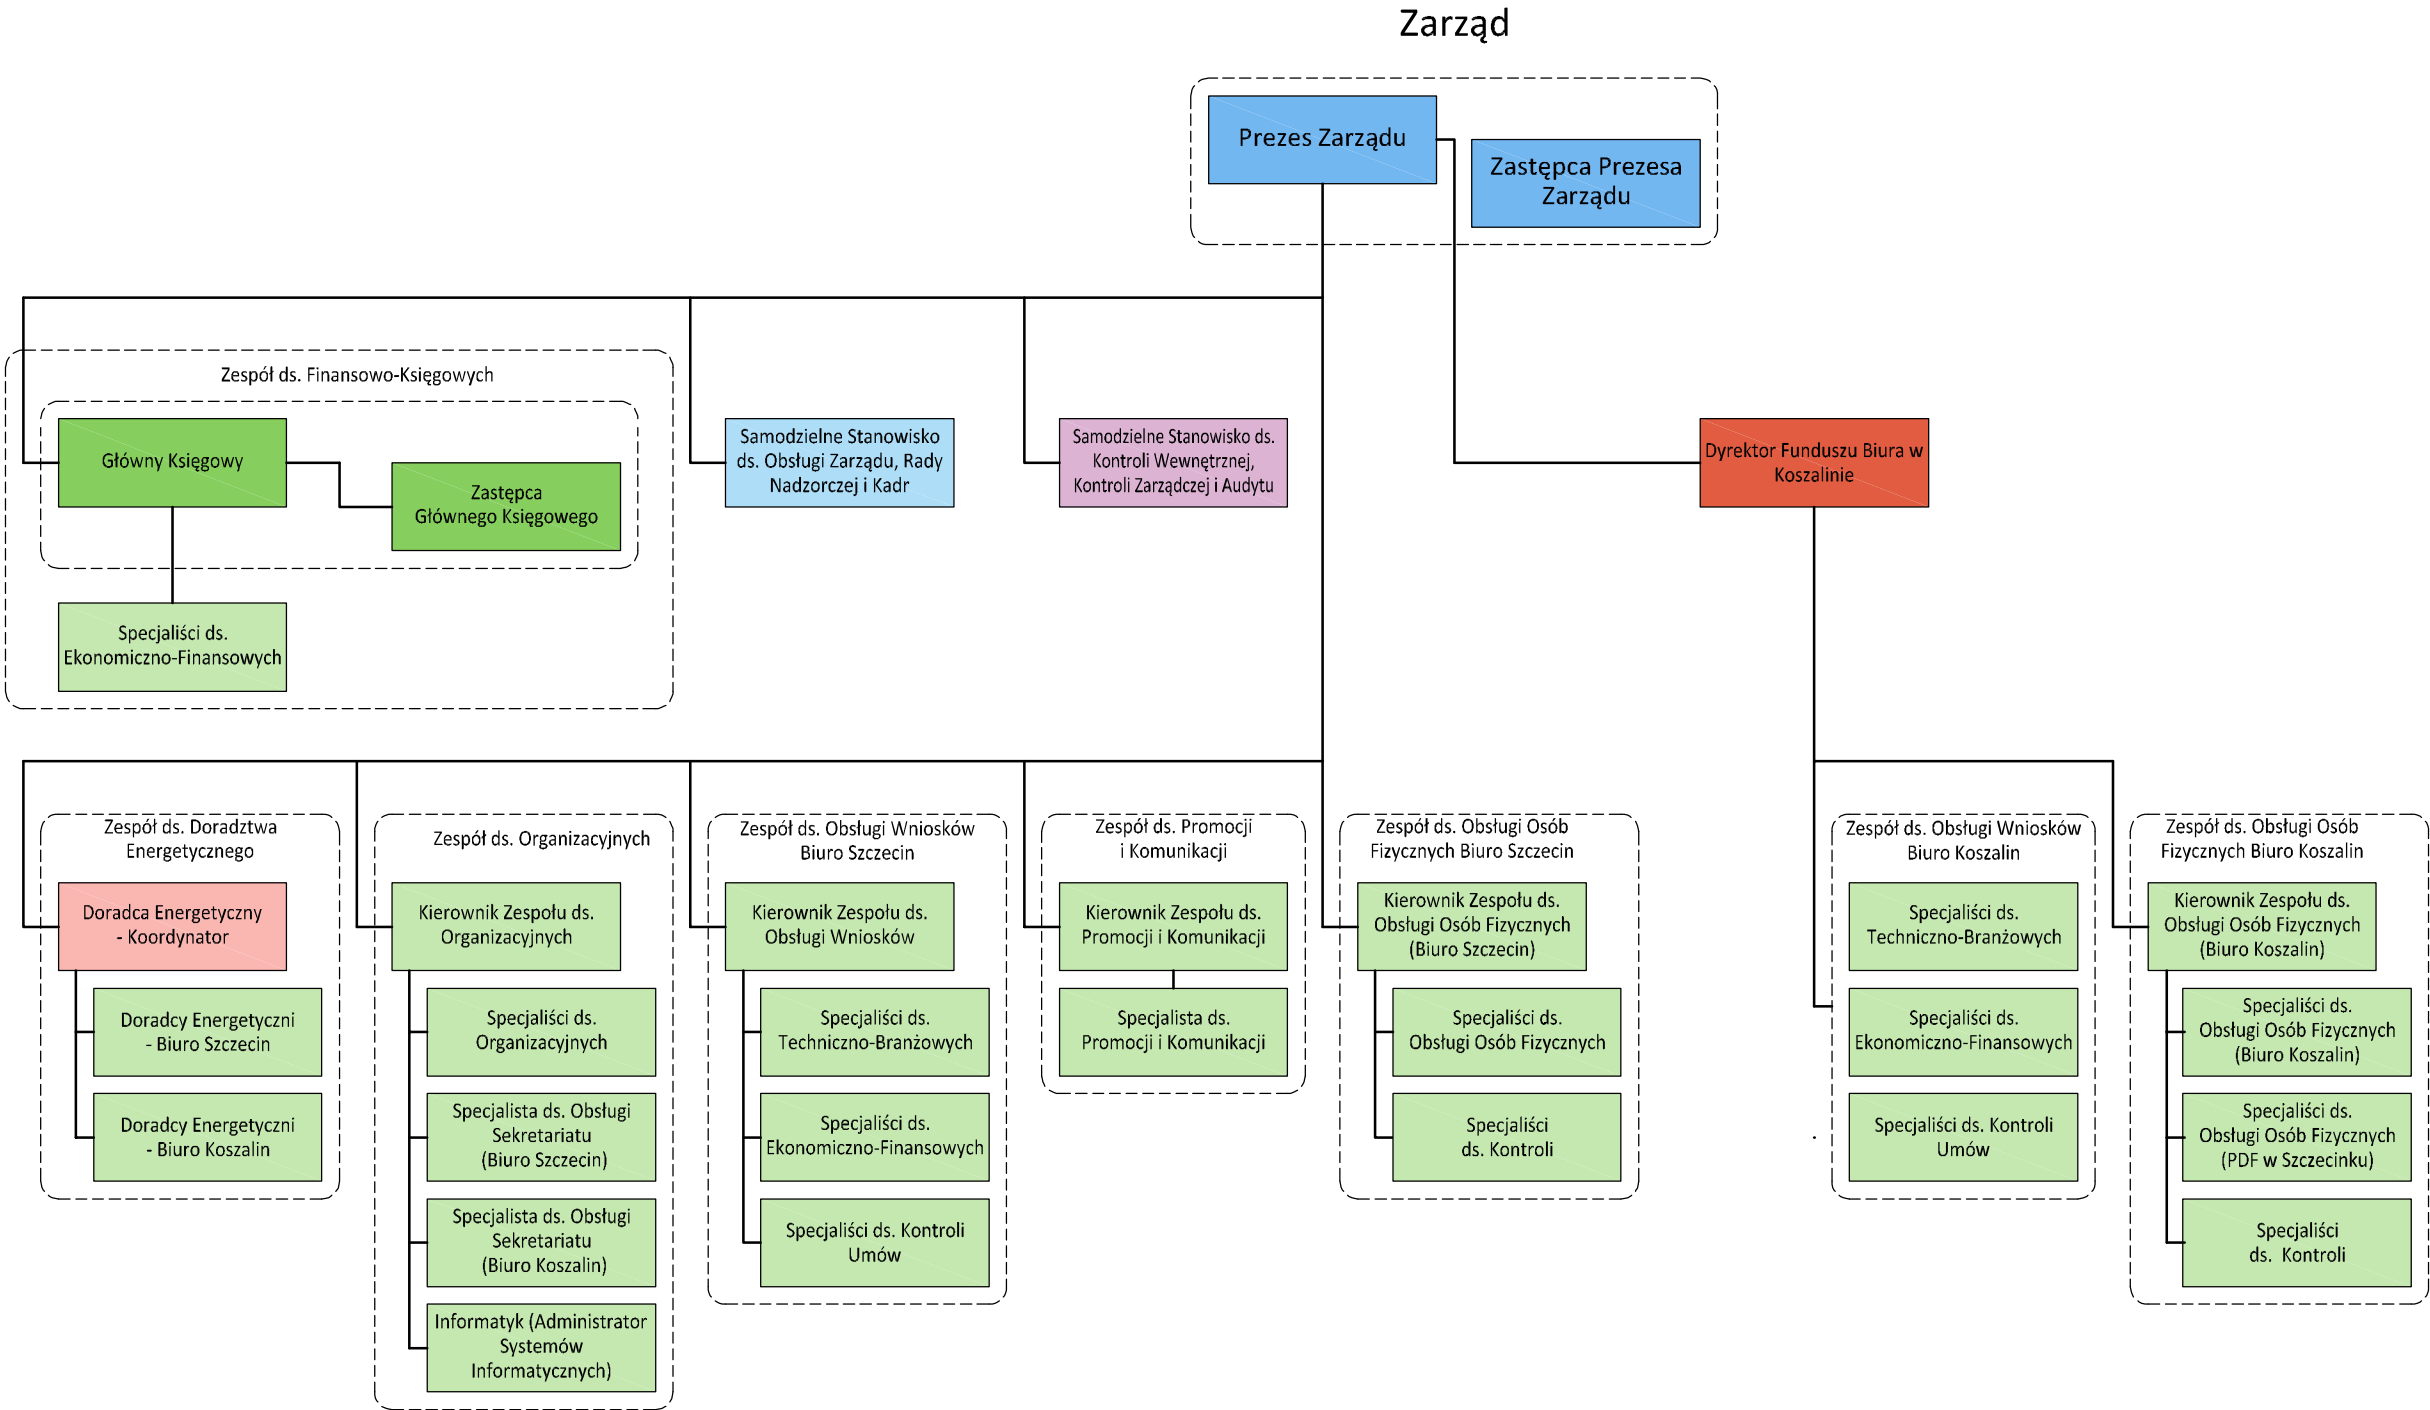 Zarząd
Prezes Zarządu
Zastępca Prezesa
Zarządu
Zespół ds. Finansowo-Księgowych
Główny Księgowy
Zastępca
Głównego Księgowego
Specjaliści ds.
Ekonomiczno-Finansowych
Samodzielne Stanowisko
ds. Obsługi Zarządu, Rady
Nadzorczej i Kadr
Samodzielne Stanowisko ds.
Kontroli Wewnętrznej,
Kontroli Zarządczej i Audytu
Dyrektor Funduszu Biura w
Koszalinie
Zespół ds. Doradztwa
Energetycznego
Doradca Energetyczny
- Koordynator
Doradcy Energetyczni
- Biuro Szczecin
Doradcy Energetyczni
- Biuro Koszalin
Zespół ds. Organizacyjnych
Kierownik Zespołu ds.
Organizacyjnych
Specjaliści ds.
Organizacyjnych
Specjalista ds. Obsługi
Sekretariatu
(Biuro Szczecin)
Specjalista ds. Obsługi
Sekretariatu
(Biuro Koszalin)
Informatyk (Administrator
Systemów
Informatycznych)
Zespół ds. Obsługi Wniosków
Biuro Szczecin
Kierownik Zespołu ds.
Obsługi Wniosków
Specjaliści ds.
Techniczno-Branżowych
Specjaliści ds.
Ekonomiczno-Finansowych
Specjaliści ds. Kontroli
Umów
Zespół ds. Promocji
i Komunikacji
Kierownik Zespołu ds.
Promocji i Komunikacji
Specjalista ds.
Promocji i Komunikacji
Zespół ds. Obsługi Osób
Fizycznych Biuro Szczecin
Kierownik Zespołu ds.
Obsługi Osób Fizycznych
(Biuro Szczecin)
Specjaliści ds.
Obsługi Osób Fizycznych
Specjaliści
ds. Kontroli
Zespół ds. Obsługi Wniosków
Biuro Koszalin
Specjaliści ds.
Techniczno-Branżowych
Specjaliści ds.
Ekonomiczno-Finansowych
Specjaliści ds. Kontroli
Umów
Zespół ds. Obsługi Osób
Fizycznych Biuro Koszalin
Kierownik Zespołu ds.
Obsługi Osób Fizycznych
(Biuro Koszalin)
Specjaliści ds.
Obsługi Osób Fizycznych
(Biuro Koszalin)
Specjaliści ds.
Obsługi Osób Fizycznych
(PDF w Szczecinku)
Specjaliści
ds. Kontroli